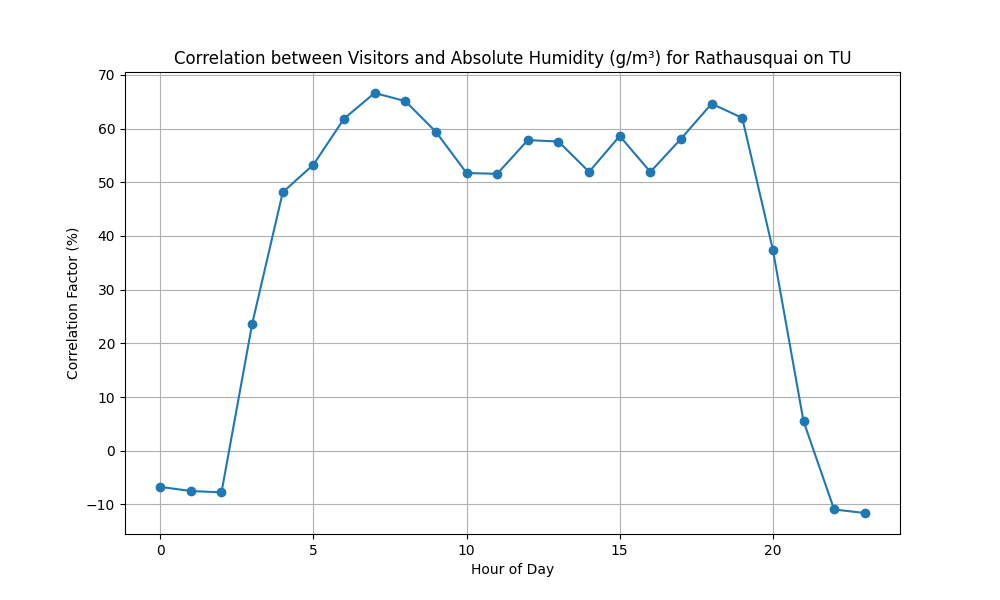 Correlation between Visitors and Absolute Humidity (g/m³) for Rathausquai on TU
Correlation Factor (%)
70
60
50
40
30
20
10
0
−10
0 5 10 15 20
Hour of Day